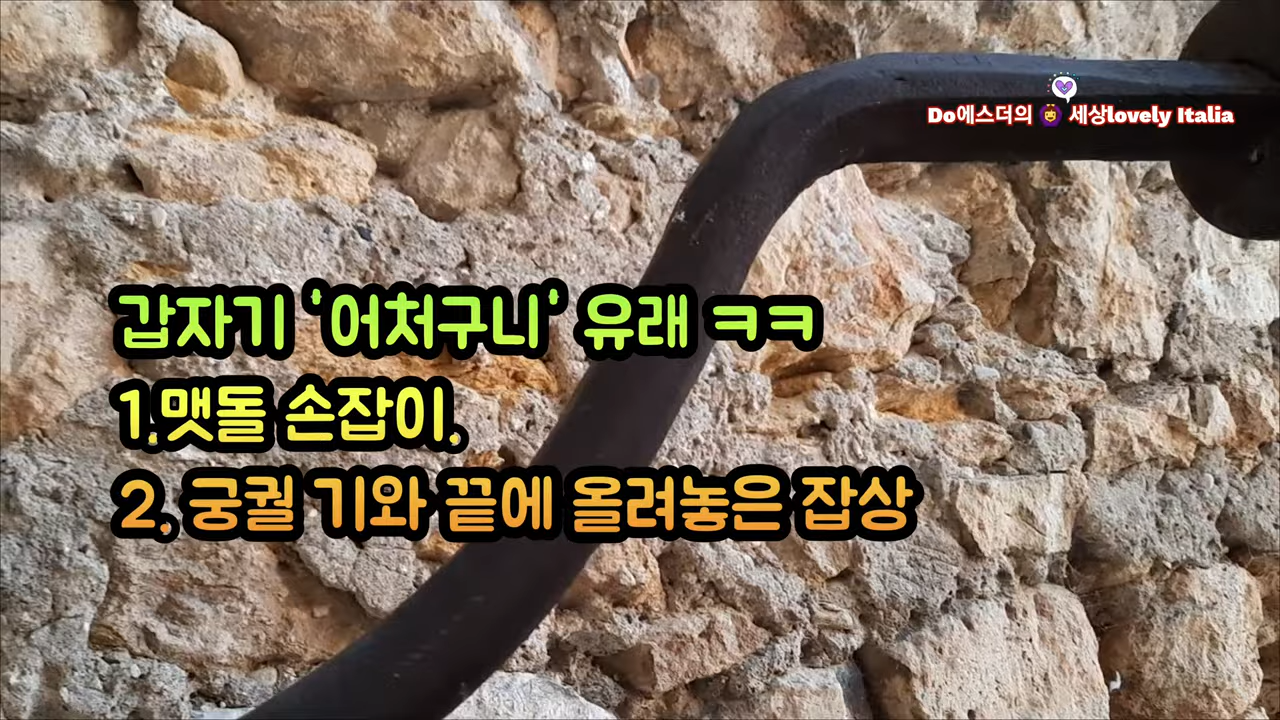 Do에스더의 🙆‍♀️ 세상lovely Italia
갑자기 '어처구니' 유래 ㅋㅋ
1.맷돌 손잡이.
2, 궁궐 기와 끝에 올려놓은 잡상